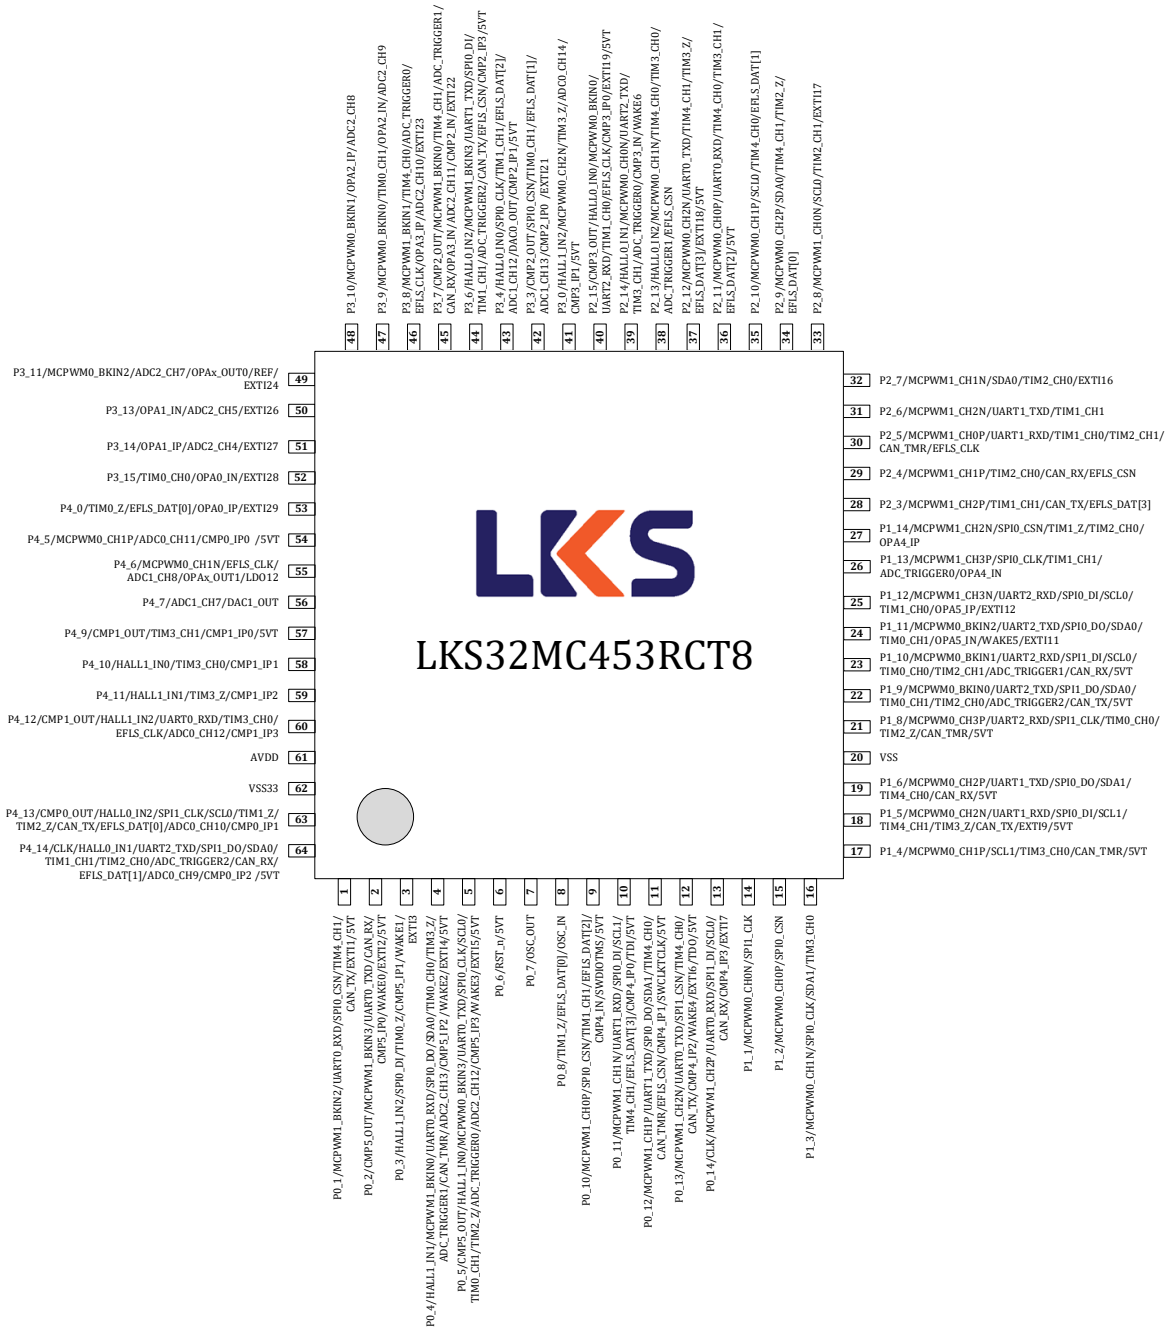 P3_10/MCPWM0_BKIN1/OPA2_IP/ADC2_CH8
P3_9/MCPWM0_BKIN0/TIM0_CH1/OPA2_IN/ADC2_CH9
P3_8/MCPWM1_BKIN1/TIM4_CH0/ADC_TRIGGER0/
EFLS_CLK/OPA3_IP/ADC2_CH10/EXTI23
P3_7/CMP2_OUT/MCPWM1_BKIN0/TIM4_CH1/ADC_TRIGGER1/
CAN_RX/OPA3_IN/ADC2_CH11/CMP2_IN/EXTI22
P3_6/HALL0_IN2/MCPWM1_BKIN3/UART1_TXD/SPI0_DI/
TIM1_CH1/ADC_TRIGGER2/CAN_TX/EFLS_CSN/CMP2_IP3/5VT
P3_4/HALL0_IN0/SPI0_CLK/TIM1_CH1/EFLS_DAT[2]/
ADC1_CH12/DAC0_OUT/CMP2_IP1/5VT
P3_3/CMP2_OUT/SPI0_CSN/TIM0_CH1/EFLS_DAT[1]/
ADC1_CH13/CMP2_IP0 /EXTI21
P3_0/HALL1_IN2/MCPWM0_CH2N/TIM3_Z/ADC0_CH14/
CMP3_IP1/5VT
P2_15/CMP3_OUT/HALL0_IN0/MCPWM0_BKIN0/
UART2_RXD/TIM1_CH0/EFLS_CLK/CMP3_IP0/EXTI19/5VT
P2_14/HALL0_IN1/MCPWM0_CH0N/UART2_TXD/
TIM3_CH1/ADC_TRIGGER0/CMP3_IN/WAKE6
P2_13/HALL0_IN2/MCPWM0_CH1N/TIM4_CH0/TIM3_CH0/
ADC_TRIGGER1/EFLS_CSN
P2_12/MCPWM0_CH2N/UART0_TXD/TIM4_CH1/TIM3_Z/
EFLS_DAT[3]/EXTI18/5VT
P2_11/MCPWM0_CH0P/UART0_RXD/TIM4_CH0/TIM3_CH1/
EFLS_DAT[2]/5VT
P2_10/MCPWM0_CH1P/SCL0/TIM4_CH0/EFLS_DAT[1]
P2_9/MCPWM0_CH2P/SDA0/TIM4_CH1/TIM2_Z/
EFLS_DAT[0]
P2_8/MCPWM1_CH0N/SCL0/TIM2_CH1/EXTI17
48 47 46 45 44 43 42 41 40 39 38 37 36 35 34 33
P3_11/MCPWM0_BKIN2/ADC2_CH7/OPAx_OUT0/REF/
EXTI24
49
P3_13/OPA1_IN/ADC2_CH5/EXTI26 50
P3_14/OPA1_IP/ADC2_CH4/EXTI27 51
P3_15/TIM0_CH0/OPA0_IN/EXTI28 52
P4_0/TIM0_Z/EFLS_DAT[0]/OPA0_IP/EXTI29 53
P4_5/MCPWM0_CH1P/ADC0_CH11/CMP0_IP0 /5VT 54
P4_6/MCPWM0_CH1N/EFLS_CLK/
ADC1_CH8/OPAx_OUT1/LDO12
55
P4_7/ADC1_CH7/DAC1_OUT 56
P4_9/CMP1_OUT/TIM3_CH1/CMP1_IP0/5VT 57
P4_10/HALL1_IN0/TIM3_CH0/CMP1_IP1 58
P4_11/HALL1_IN1/TIM3_Z/CMP1_IP2 59
P4_12/CMP1_OUT/HALL1_IN2/UART0_RXD/TIM3_CH0/
EFLS_CLK/ADC0_CH12/CMP1_IP3
60
AVDD 61
VSS33 62
P4_13/CMP0_OUT/HALL0_IN2/SPI1_CLK/SCL0/TIM1_Z/
TIM2_Z/CAN_TX/EFLS_DAT[0]/ADC0_CH10/CMP0_IP1
63
P4_14/CLK/HALL0_IN1/UART2_TXD/SPI1_DO/SDA0/
TIM1_CH1/TIM2_CH0/ADC_TRIGGER2/CAN_RX/
EFLS_DAT[1]/ADC0_CH9/CMP0_IP2 /5VT
64
LKS
LKS32MC453RCT8
32 P2_7/MCPWM1_CH1N/SDA0/TIM2_CH0/EXTI16
31 P2_6/MCPWM1_CH2N/UART1_TXD/TIM1_CH1
30 P2_5/MCPWM1_CH0P/UART1_RXD/TIM1_CH0/TIM2_CH1/
CAN_TMR/EFLS_CLK
29 P2_4/MCPWM1_CH1P/TIM2_CH0/CAN_RX/EFLS_CSN
28 P2_3/MCPWM1_CH2P/TIM1_CH1/CAN_TX/EFLS_DAT[3]
27 P1_14/MCPWM1_CH2N/SPI0_CSN/TIM1_Z/TIM2_CH0/
OPA4_IP
26 P1_13/MCPWM1_CH3P/SPI0_CLK/TIM1_CH1/
ADC_TRIGGER0/OPA4_IN
25 P1_12/MCPWM1_CH3N/UART2_RXD/SPI0_DI/SCL0/
TIM1_CH0/OPA5_IP/EXTI12
24 P1_11/MCPWM0_BKIN2/UART2_TXD/SPI0_DO/SDA0/
TIM0_CH1/OPA5_IN/WAKE5/EXTI11
23 P1_10/MCPWM0_BKIN1/UART2_RXD/SPI1_DI/SCL0/
TIM0_CH0/TIM2_CH1/ADC_TRIGGER1/CAN_RX/5VT
22 P1_9/MCPWM0_BKIN0/UART2_TXD/SPI1_DO/SDA0/
TIM0_CH1/TIM2_CH0/ADC_TRIGGER2/CAN_TX/5VT
21 P1_8/MCPWM0_CH3P/UART2_RXD/SPI1_CLK/TIM0_CH0/
TIM2_Z/CAN_TMR/5VT
20 VSS
19 P1_6/MCPWM0_CH2P/UART1_TXD/SPI0_DO/SDA1/
TIM4_CH0/CAN_RX/5VT
18 P1_5/MCPWM0_CH2N/UART1_RXD/SPI0_DI/SCL1/
TIM4_CH1/TIM3_Z/CAN_TX/EXTI9/5VT
17 P1_4/MCPWM0_CH1P/SCL1/TIM3_CH0/CAN_TMR/5VT
1 2 3 4 5 6 7 8 9 10 11 12 13 14 15 16
P0_1/MCPWM1_BKIN2/UART0_RXD/SPI0_CSN/TIM4_CH1/
CAN_TX/EXTI1/5VT
P0_2/CMP5_OUT/MCPWM1_BKIN3/UART0_TXD/CAN_RX/
CMP5_IP0/WAKE0/EXTI2/5VT
P0_3/HALL1_IN2/SPI0_DI/TIM0_Z/CMP5_IP1/WAKE1/
EXTI3
P0_4/HALL1_IN1/MCPWM1_BKIN0/UART0_RXD/SPI0_DO/SDA0/TIM0_CH0/TIM3_Z/
ADC_TRIGGER1/CAN_TMR/ADC2_CH13/CMP5_IP2 /WAKE2/EXTI4/5VT
P0_5/CMP5_OUT/HALL1_IN0/MCPWM0_BKIN3/UART0_TXD/SPI0_CLK/SCL0/
TIM0_CH1/TIM2_Z/ADC_TRIGGER0/ADC2_CH12/CMP5_IP3/WAKE3/EXTI5/5VT
P0_6/RST_n/5VT
P0_7/OSC_OUT
P0_8/TIM1_Z/EFLS_DAT[0]/OSC_IN
P0_10/MCPWM1_CH0P/SPI0_CSN/TIM1_CH1/EFLS_DAT[2]/
CMP4_IN/SWDIOTMS/5VT
P0_11/MCPWM1_CH1N/UART1_RXD/SPI0_DI/SCL1/
TIM4_CH1/EFLS_DAT[3]/CMP4_IP0/TDI/5VT
P0_12/MCPWM1_CH1P/UART1_TXD/SPI0_DO/SDA1/TIM4_CH0/
CAN_TMR/EFLS_CSN/CMP4_IP1/SWCLKTCLK/5VT
P0_13/MCPWM1_CH2N/UART0_TXD/SPI1_CSN/TIM4_CH0/
CAN_TX/CMP4_IP2/WAKE4/EXTI6/TDO/5VT
P0_14/CLK/MCPWM1_CH2P/UART0_RXD/SPI1_DI/SCL0/
CAN_RX/CMP4_IP3/EXTI7
P1_1/MCPWM0_CH0N/SPI1_CLK
P1_2/MCPWM0_CH0P/SPI0_CSN
P1_3/MCPWM0_CH1N/SPI0_CLK/SDA1/TIM3_CH0